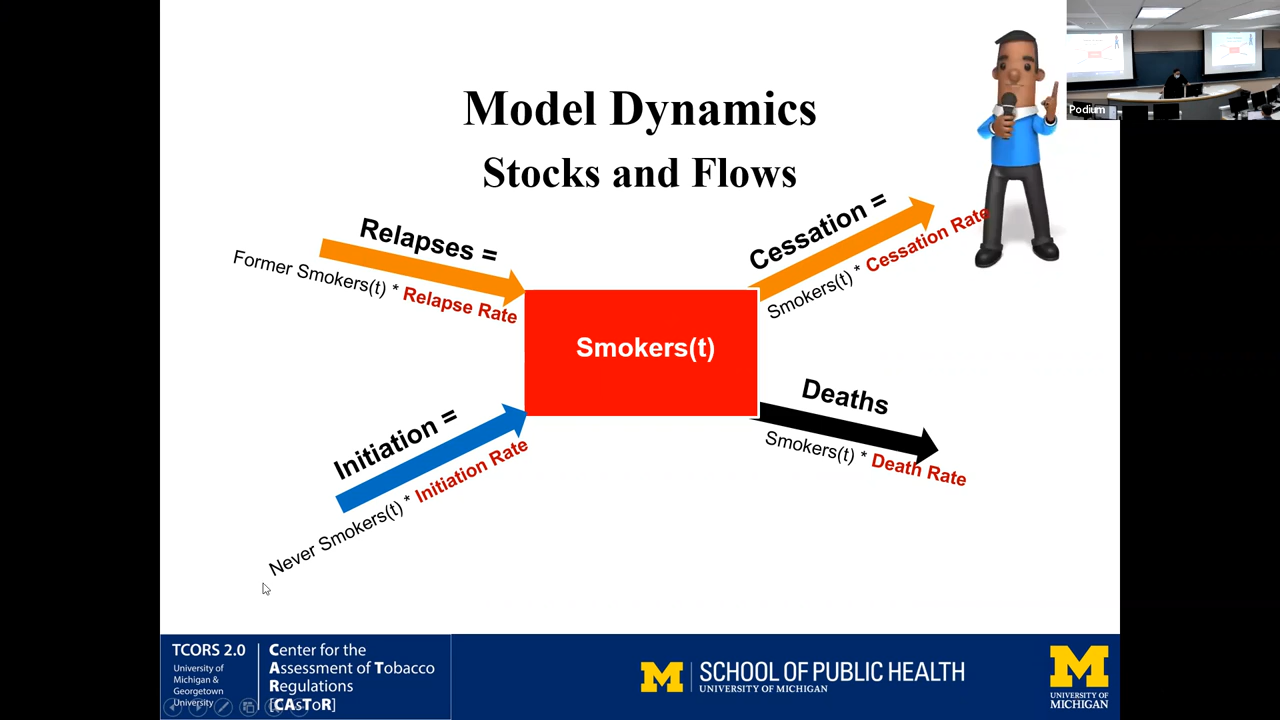 Podium
Model Dynamics
Stocks and Flows
Relapses =
Former Smokers(t) * Relapse Rate
Cessation =
Smokers(t) * Cessation Rate
Smokers(t)
Initiation =
Never Smokers(t) * Initiation Rate
Deaths
Smokers(t) * Death Rate
TCORS 2.0
University of
Michigan &
Georgetown
University
Center for the
Assessment of Tobacco
Regulations
[CAsToR]
M
SCHOOL OF PUBLIC HEALTH
UNIVERSITY OF MICHIGAN
M
UNIVERSITY OF
MICHIGAN